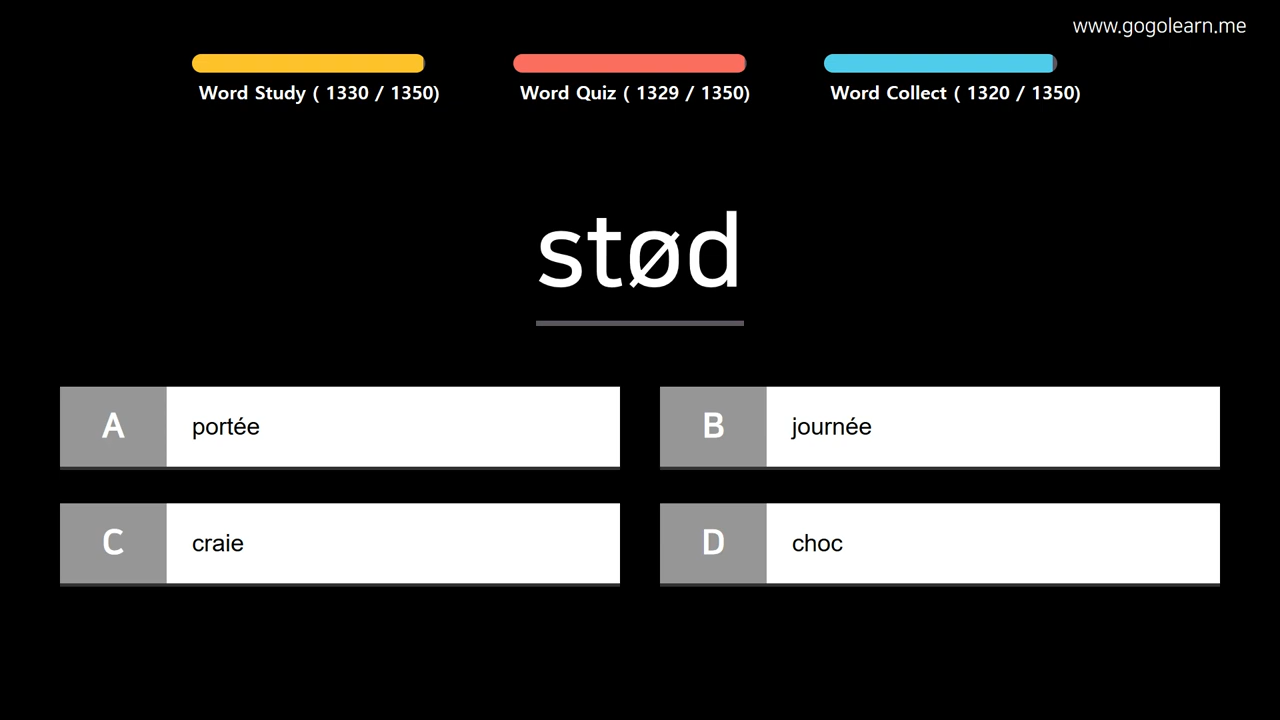 www.gogolearn.me
Word Study ( 1330 / 1350)
Word Quiz ( 1329 / 1350)
Word Collect ( 1320 / 1350)
stød
A portée
B journée
C craie
D choc